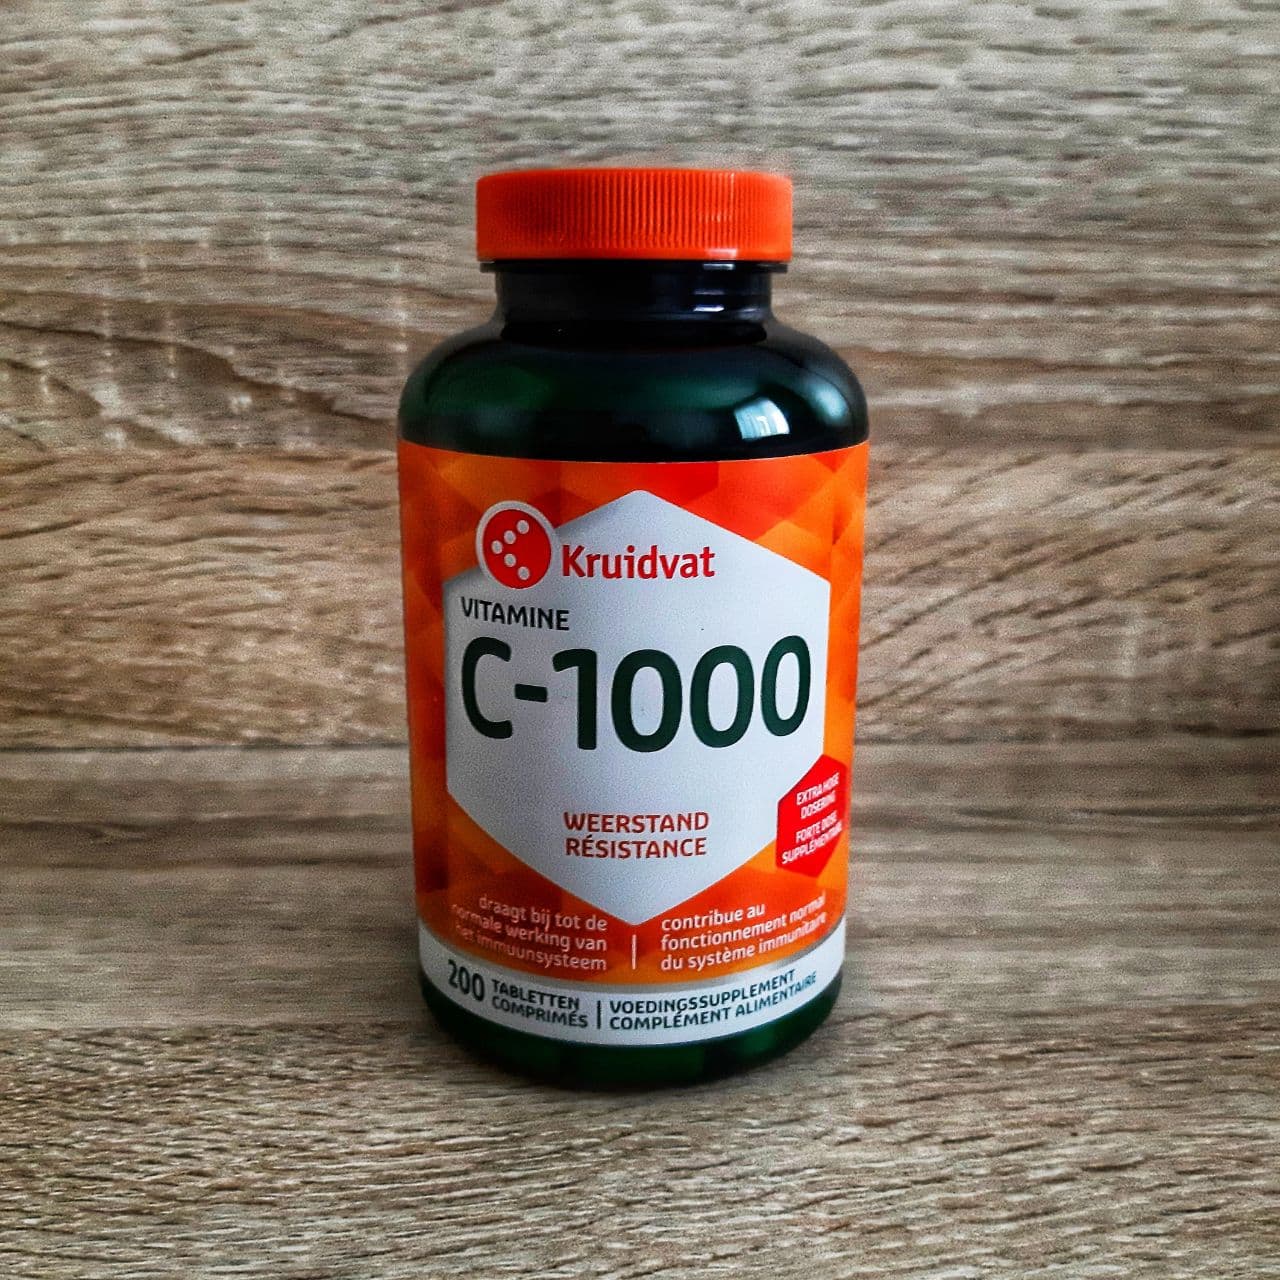 Kruidvat
VITAMINE
C-1000
WEERSTAND
RÉSISTANCE
EXTRA HOGE
DOSERING
FORTE DOSE
SUPPLÉMENTAIRE
draagt bij tot de
normale werking van
het immuunsysteem
contribue au
fonctionnement normal
du système immunitaire
200 TABLETTEN
COMPRIMÉS
VOEDINGSSUPPLEMENT
COMPLÉMENT ALIMENTAIRE